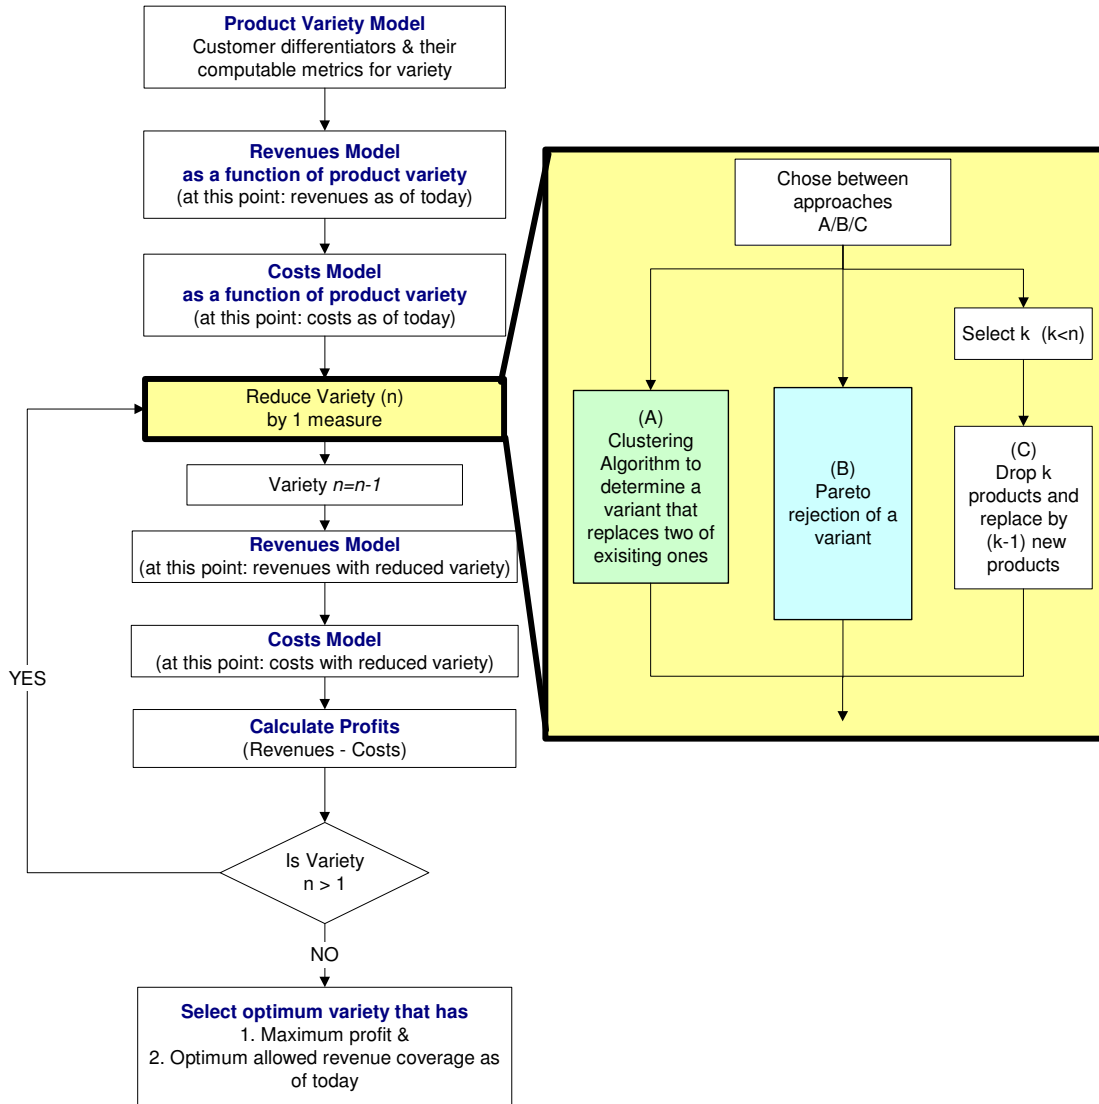 Product Variety Model
Customer differentiators & their
computable metrics for variety
Revenues Model
as a function of product variety
(at this point: revenues as of today)
Costs Model
as a function of product variety
(at this point: costs as of today)
Reduce Variety (n)
by 1 measure
Variety n=n-1
Revenues Model
(at this point: revenues with reduced variety)
Costs Model
(at this point: costs with reduced variety)
YES
Calculate Profits
(Revenues - Costs)
Is Variety
n > 1
NO
Select optimum variety that has
1. Maximum profit &
2. Optimum allowed revenue coverage as
of today
Chose between
approaches
A/B/C
Select k (k<n)
(A)
Clustering
Algorithm to
determine a
variant that
replaces two of
exisiting ones
(B)
Pareto
rejection of a
variant
(C)
Drop k
products and
replace by
(k-1) new
products